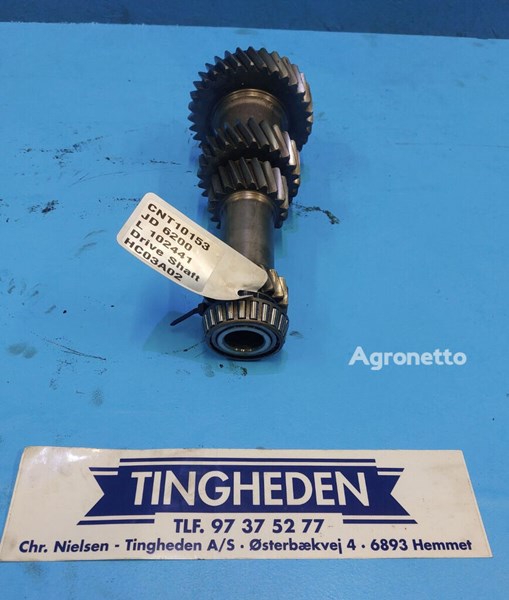 CNT10153
JD 6200
L 102441
Drive Shaft
HC03A02
Agronetto
TINGHEDEN
TLF. 97 37 52 77
Chr. Nielsen - Tingheden A/S · Østerbækvej 4 · 6893 Hemmet